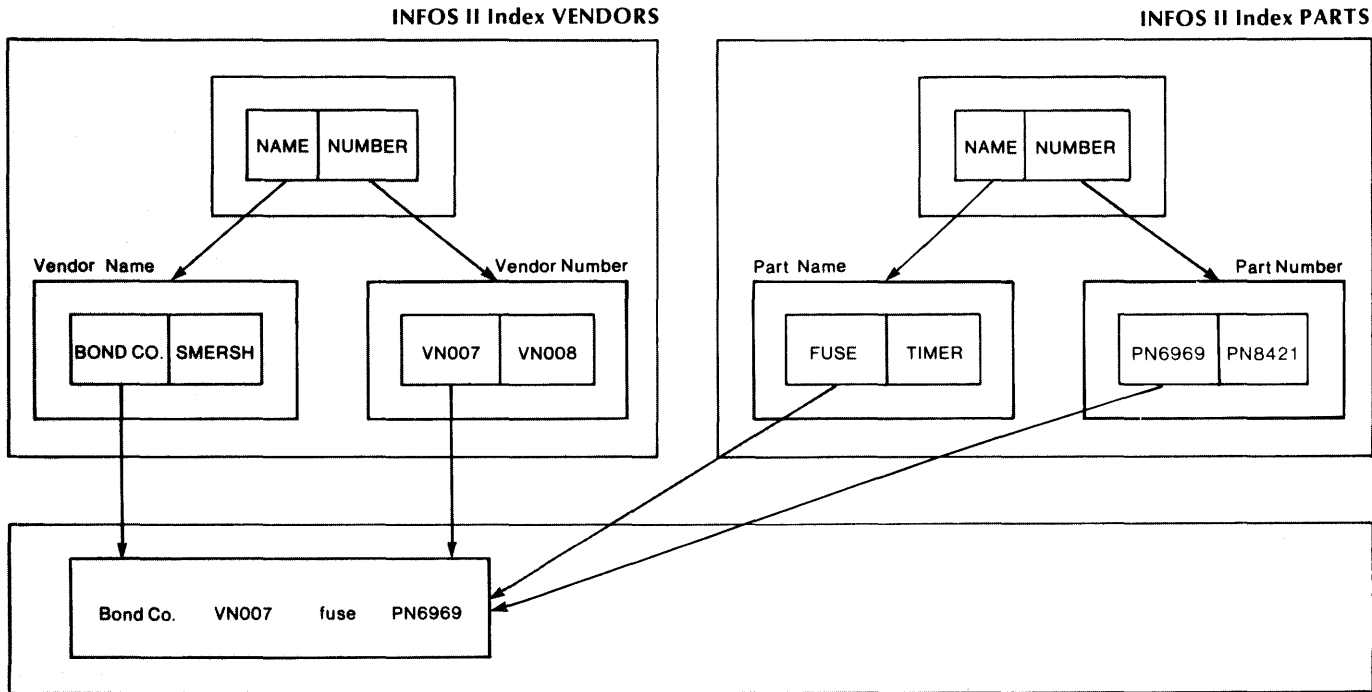 INFOS II Index VENDORS
INFOS II Index PARTS
NAME NUMBER
NAME NUMBER
Vendor Name
Vendor Number
Part Name
Part Number
BOND CO. SMERSH
VN007 VN008
FUSE TIMER
PN6969 PN8421
Bond Co. VN007 fuse PN6969